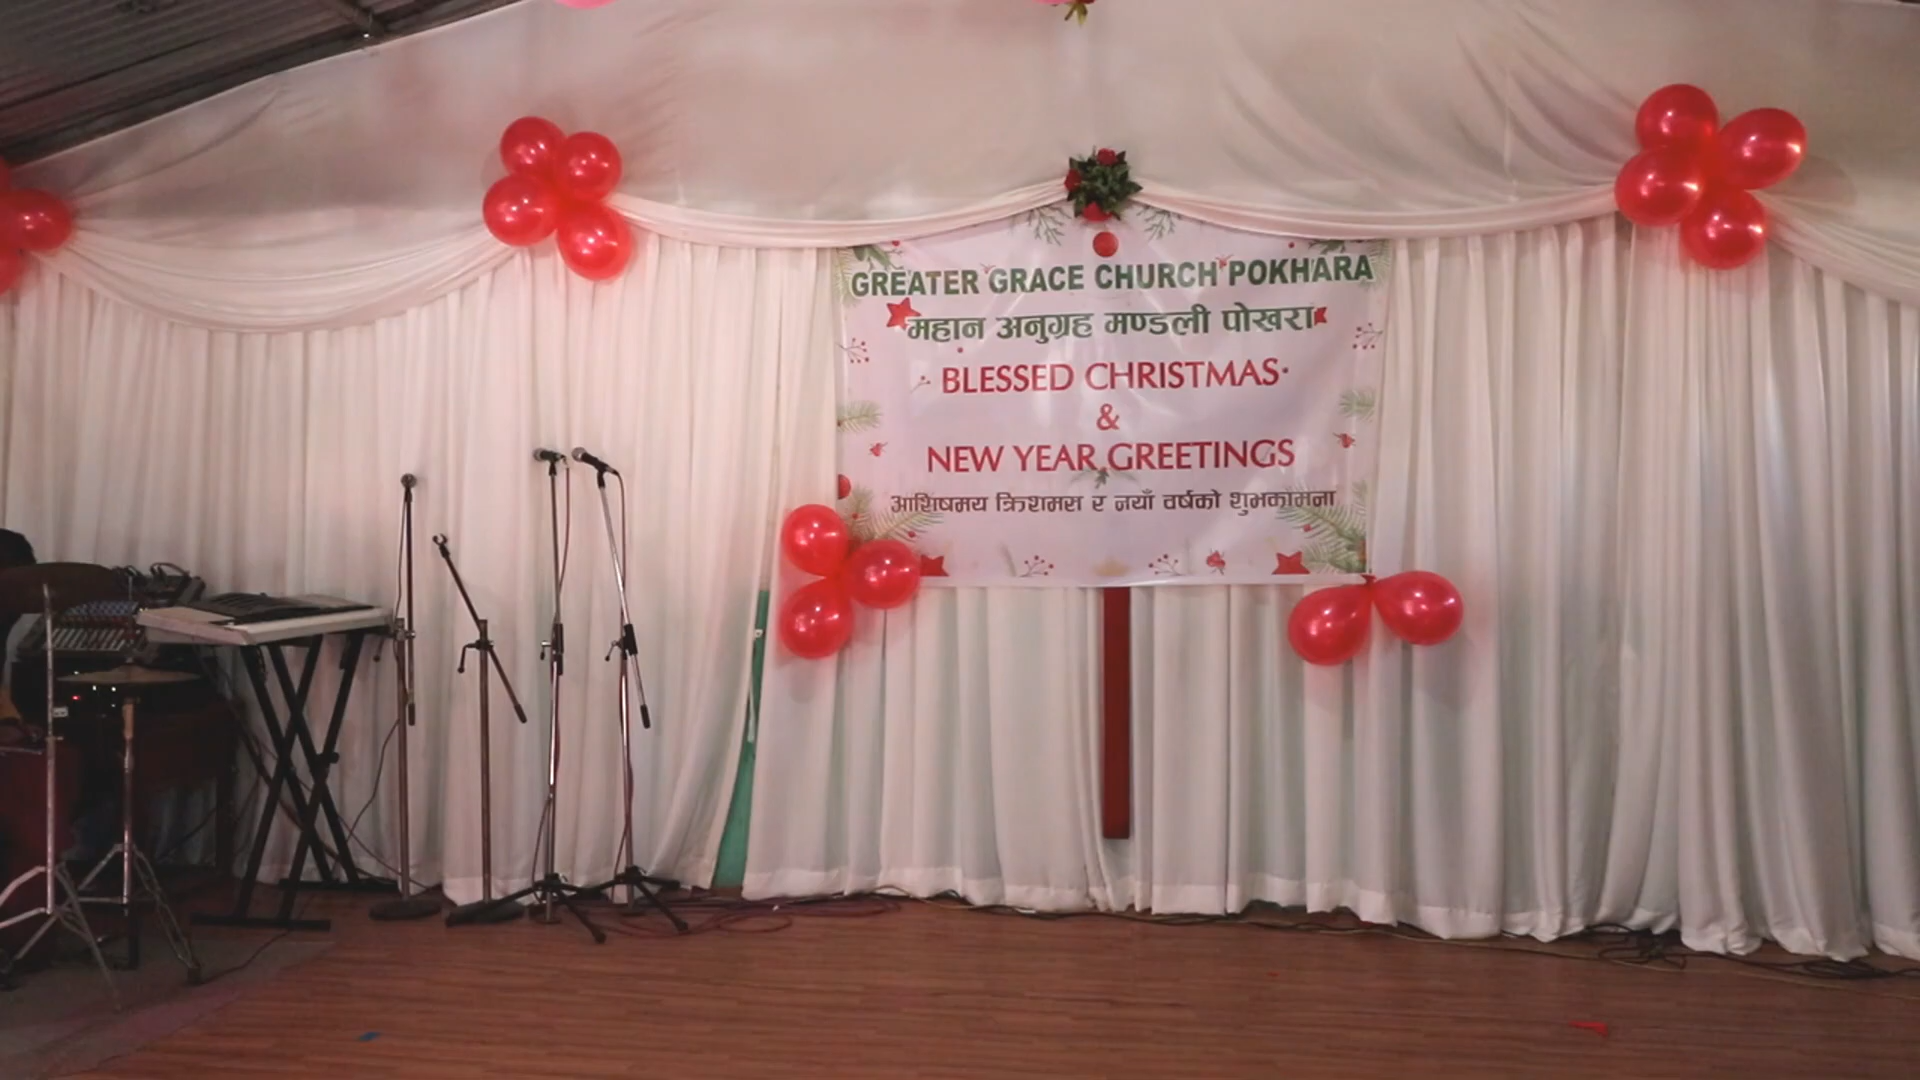 GREATER GRACE CHURCH POKHARA
महान अनुग्रह मण्डली पोखरा
BLESSED CHRISTMAS
&
NEW YEAR GREETINGS
आशिषमय क्रिशमस र नयाँ वर्षको शुभकामना